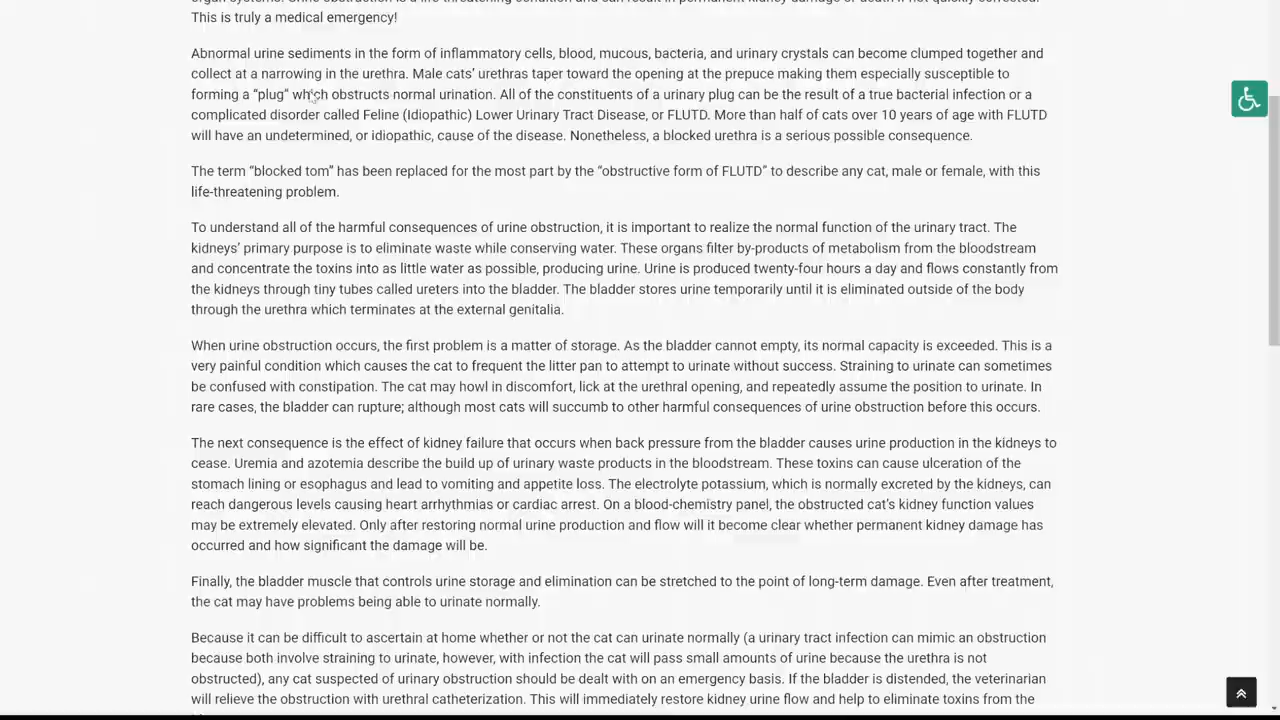 This is truly a medical emergency!
Abnormal urine sediments in the form of inflammatory cells, blood, mucous, bacteria, and urinary crystals can become clumped together and
collect at a narrowing in the urethra. Male cats’ urethras taper toward the opening at the prepuce making them especially susceptible to
forming a “plug” which obstructs normal urination. All of the constituents of a urinary plug can be the result of a true bacterial infection or a
complicated disorder called Feline (Idiopathic) Lower Urinary Tract Disease, or FLUTD. More than half of cats over 10 years of age with FLUTD
will have an undetermined, or idiopathic, cause of the disease. Nonetheless, a blocked urethra is a serious possible consequence.
The term “blocked tom” has been replaced for the most part by the “obstructive form of FLUTD” to describe any cat, male or female, with this
life-threatening problem.
To understand all of the harmful consequences of urine obstruction, it is important to realize the normal function of the urinary tract. The
kidneys’ primary purpose is to eliminate waste while conserving water. These organs filter by-products of metabolism from the bloodstream
and concentrate the toxins into as little water as possible, producing urine. Urine is produced twenty-four hours a day and flows constantly from
the kidneys through tiny tubes called ureters into the bladder. The bladder stores urine temporarily until it is eliminated outside of the body
through the urethra which terminates at the external genitalia.
When urine obstruction occurs, the first problem is a matter of storage. As the bladder cannot empty, its normal capacity is exceeded. This is a
very painful condition which causes the cat to frequent the litter pan to attempt to urinate without success. Straining to urinate can sometimes
be confused with constipation. The cat may howl in discomfort, lick at the urethral opening, and repeatedly assume the position to urinate. In
rare cases, the bladder can rupture; although most cats will succumb to other harmful consequences of urine obstruction before this occurs.
The next consequence is the effect of kidney failure that occurs when back pressure from the bladder causes urine production in the kidneys to
cease. Uremia and azotemia describe the build up of urinary waste products in the bloodstream. These toxins can cause ulceration of the
stomach lining or esophagus and lead to vomiting and appetite loss. The electrolyte potassium, which is normally excreted by the kidneys, can
reach dangerous levels causing heart arrhythmias or cardiac arrest. On a blood-chemistry panel, the obstructed cat’s kidney function values
may be extremely elevated. Only after restoring normal urine production and flow will it become clear whether permanent kidney damage has
occurred and how significant the damage will be.
Finally, the bladder muscle that controls urine storage and elimination can be stretched to the point of long-term damage. Even after treatment,
the cat may have problems being able to urinate normally.
Because it can be difficult to ascertain at home whether or not the cat can urinate normally (a urinary tract infection can mimic an obstruction
because both involve straining to urinate, however, with infection the cat will pass small amounts of urine because the urethra is not
obstructed), any cat suspected of urinary obstruction should be dealt with on an emergency basis. If the bladder is distended, the veterinarian
will relieve the obstruction with urethral catheterization. This will immediately restore kidney urine flow and help to eliminate toxins from the